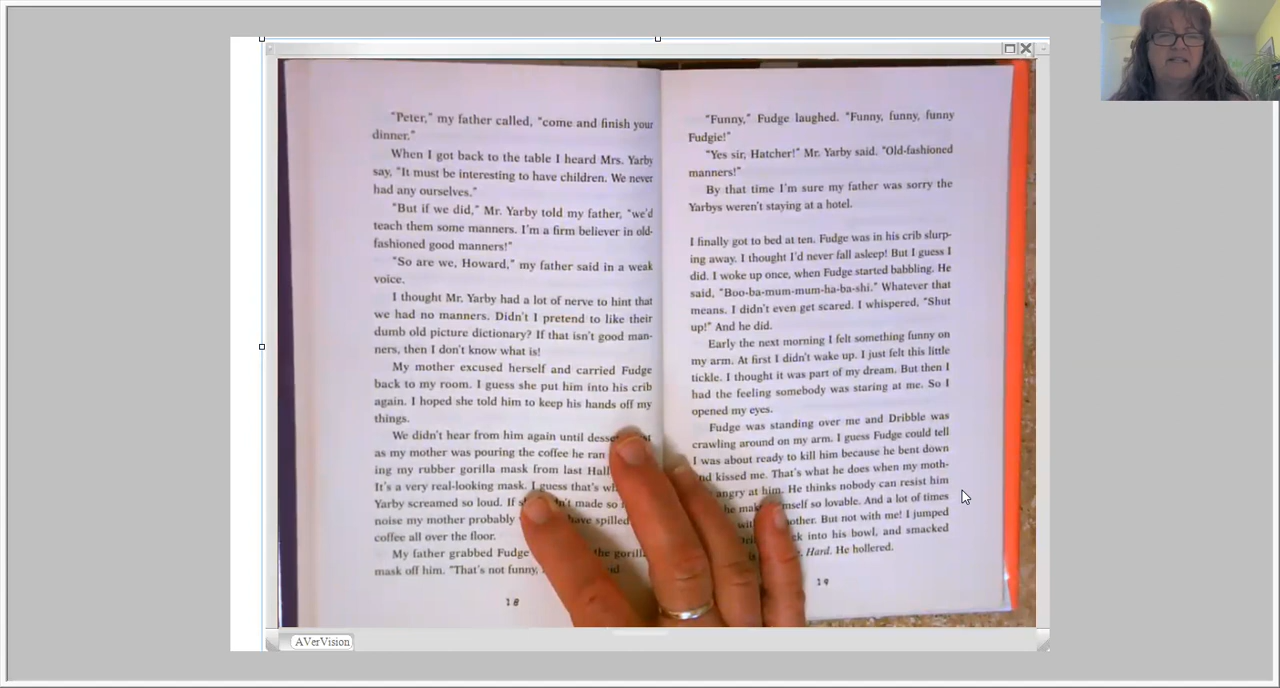 "Peter," my father called, "come and finish your
dinner."
When I got back to the table I heard Mrs. Yarby
say, "It must be interesting to have children. We never
had any ourselves."
"But if we did," Mr. Yarby told my father, "we'd
teach them some manners. I'm a firm believer in old-
fashioned good manners!"
"So are we, Howard," my father said in a weak
voice.
I thought Mr. Yarby had a lot of nerve to hint that
we had no manners. Didn't I pretend to like their
dumb old picture dictionary? If that isn't good man-
ners, then I don't know what is!
My mother excused herself and carried Fudge
back to my room. I guess she put him into his crib
again. I hoped she told him to keep his hands off my
things.
We didn't hear from him again until
as my mother was pouring the coffee he ran
ing my rubber gorilla mask from last
It's a very real-looking mask. I guess that's
Yarby screamed so loud. If made so
noise my mother probably have spilled
coffee all over the floor.
My father grabbed Fudge the gorilla
mask off him. "That's not funny,
18
"Funny," Fudge laughed. "Funny, funny, funny
Fudgie!"
"Yes sir, Hatcher!" Mr. Yarby said. "Old-fashioned
manners!"
By that time I'm sure my father was sorry the
Yarbys weren't staying at a hotel.
I finally got to bed at ten. Fudge was in his crib slurp-
ing away. I thought I'd never fall asleep! But I guess I
did. I woke up once, when Fudge started babbling. He
said, "Boo-ba-mum-mum-ha-ba-shi." Whatever that
means. I didn't even get scared. I whispered, "Shut
up!" And he did.
Early the next morning I felt something funny on
my arm. At first I didn't wake up. I just felt this little
tickle. I thought it was part of my dream. But then I
had the feeling somebody was staring at me. So I
opened my eyes.
Fudge was standing over me and Dribble was
crawling around on my arm. I guess Fudge could tell
I was about ready to kill him because he bent down
and kissed me. That's what he does when my moth-
angry at him. He thinks nobody can resist him
he so lovable. And a lot of times
But not with me! I jumped
into his bowl, and smacked
Hard. He hollered.
19
AVerVision